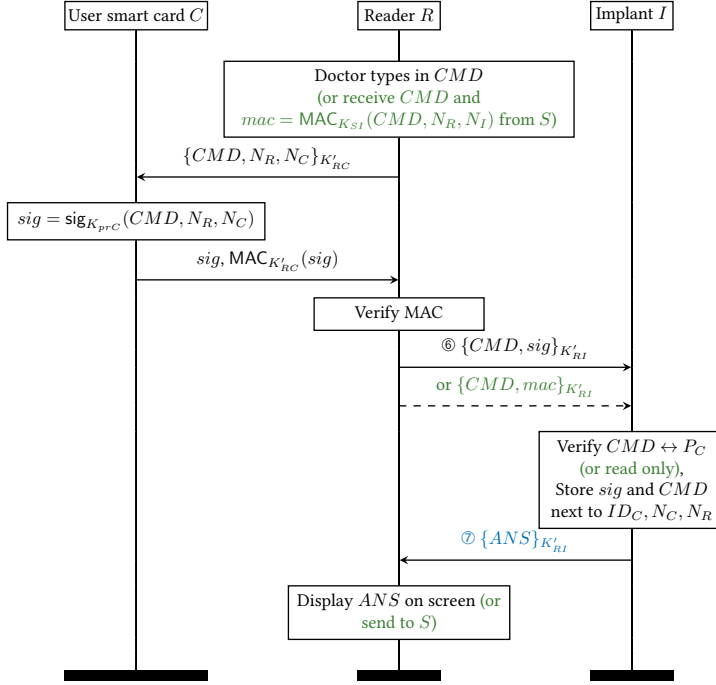 User smart card C
Reader R
Implant I
Doctor types in CMD
(or receive CMD and
mac = MAC_{K_{SI}}(CMD, N_R, N_I) from S)
{CMD, N_R, N_C}_{K'_{RC}}
sig = sig_{K_{prC}}(CMD, N_R, N_C)
sig, MAC_{K'_{RC}}(sig)
Verify MAC
⑥ {CMD, sig}_{K'_{RI}}
or {CMD, mac}_{K'_{RI}}
Verify CMD ↔ P_C
(or read only),
Store sig and CMD
next to ID_C, N_C, N_R
⑦ {ANS}_{K'_{RI}}
Display ANS on screen (or
send to S)